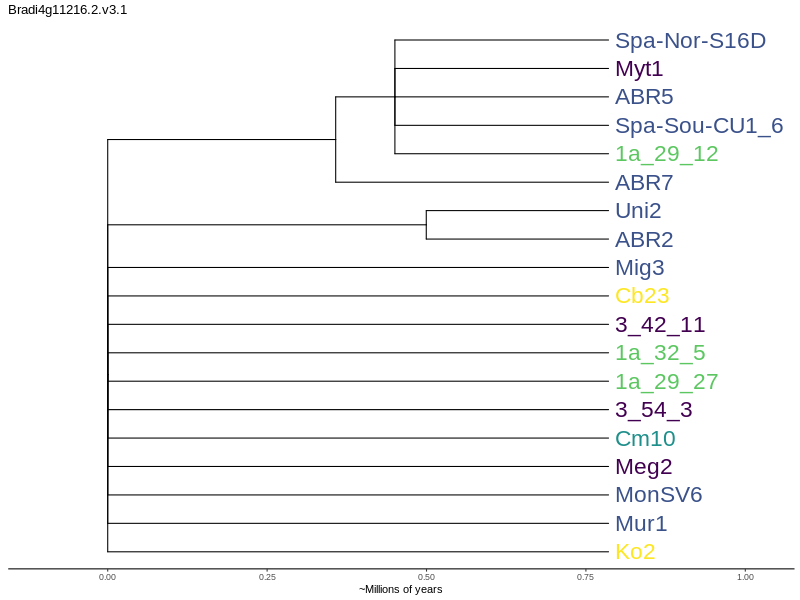 Bradi4g11216.2.v3.1
Spa-Nor-S16D
Myt1
ABR5
Spa-Sou-CU1_6
1a_29_12
ABR7
Uni2
ABR2
Mig3
Cb23
3_42_11
1a_32_5
1a_29_27
3_54_3
Cm10
Meg2
MonSV6
Mur1
Ko2
0.00 0.25 0.50 0.75 1.00
~Millions of years